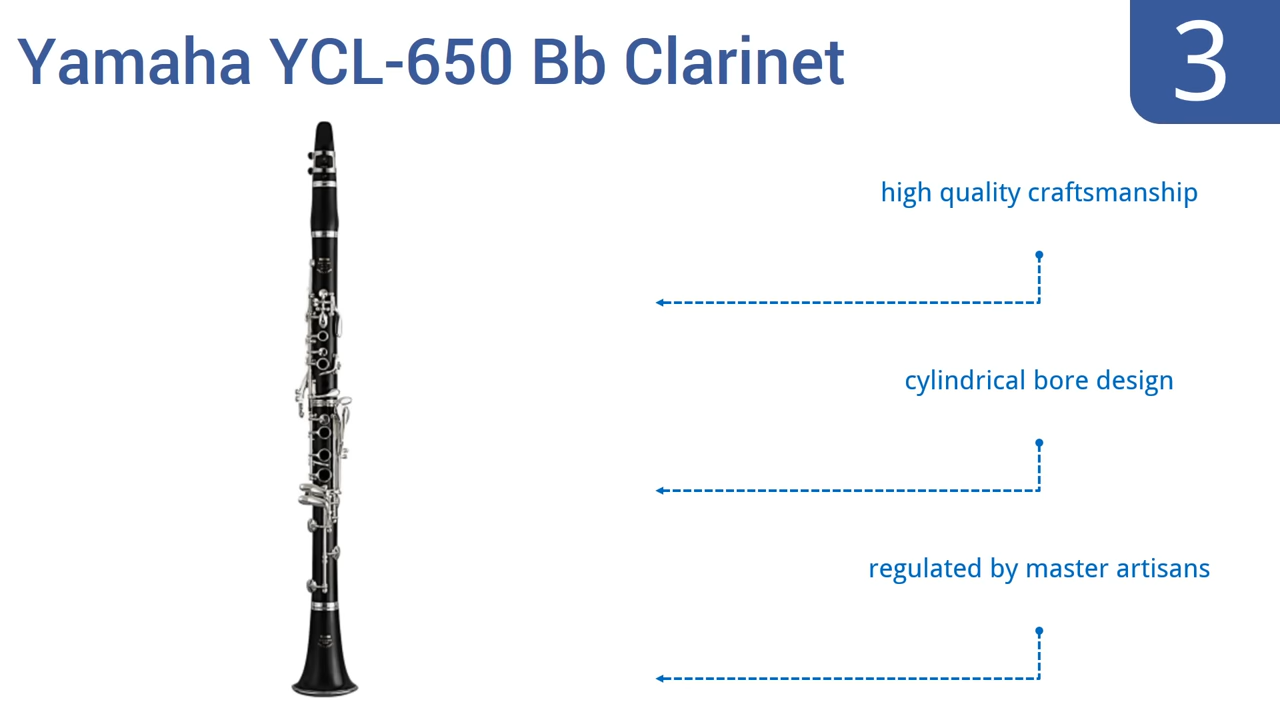 Yamaha YCL-650 Bb Clarinet
3
high quality craftsmanship
cylindrical bore design
regulated by master artisans